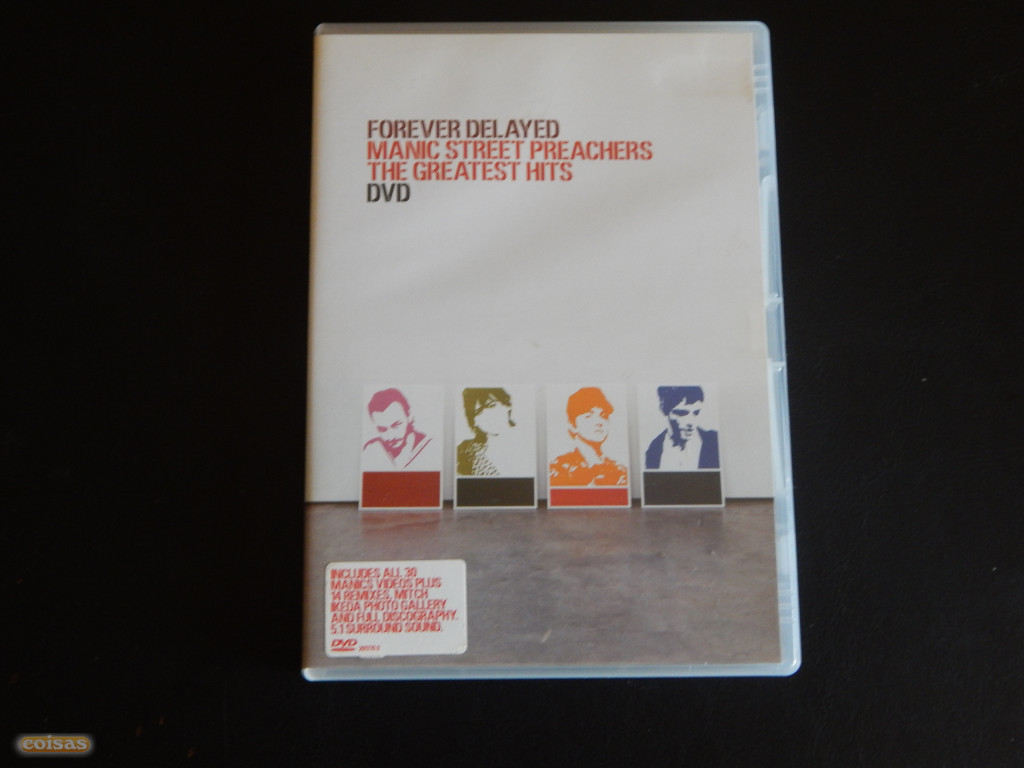 FOREVER DELAYED
MANIC STREET PREACHERS
THE GREATEST HITS
DVD
INCLUDES ALL 30
MANICS VIDEOS PLUS
14 REMIXES, MITCH
IKEDA PHOTO GALLERY
AND FULL DISCOGRAPHY.
5.1 SURROUND SOUND.
DVD
coisas